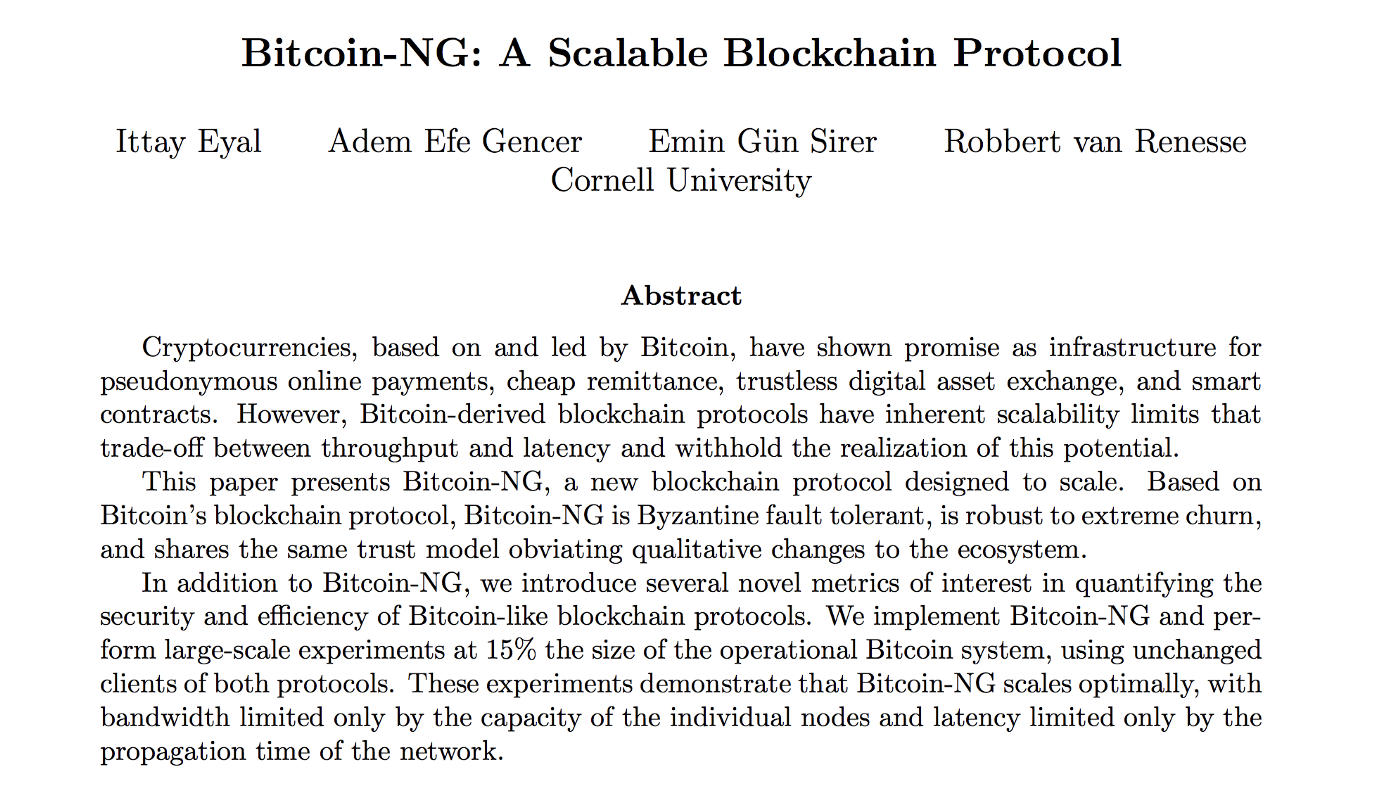 Bitcoin-NG: A Scalable Blockchain Protocol
Ittay Eyal Adem Efe Gencer Emin Gün Sirer Robbert van Renesse
Cornell University
Abstract
Cryptocurrencies, based on and led by Bitcoin, have shown promise as infrastructure for
pseudonymous online payments, cheap remittance, trustless digital asset exchange, and smart
contracts. However, Bitcoin-derived blockchain protocols have inherent scalability limits that
trade-off between throughput and latency and withhold the realization of this potential.
This paper presents Bitcoin-NG, a new blockchain protocol designed to scale. Based on
Bitcoin's blockchain protocol, Bitcoin-NG is Byzantine fault tolerant, is robust to extreme churn,
and shares the same trust model obviating qualitative changes to the ecosystem.
In addition to Bitcoin-NG, we introduce several novel metrics of interest in quantifying the
security and efficiency of Bitcoin-like blockchain protocols. We implement Bitcoin-NG and per-
form large-scale experiments at 15% the size of the operational Bitcoin system, using unchanged
clients of both protocols. These experiments demonstrate that Bitcoin-NG scales optimally, with
bandwidth limited only by the capacity of the individual nodes and latency limited only by the
propagation time of the network.